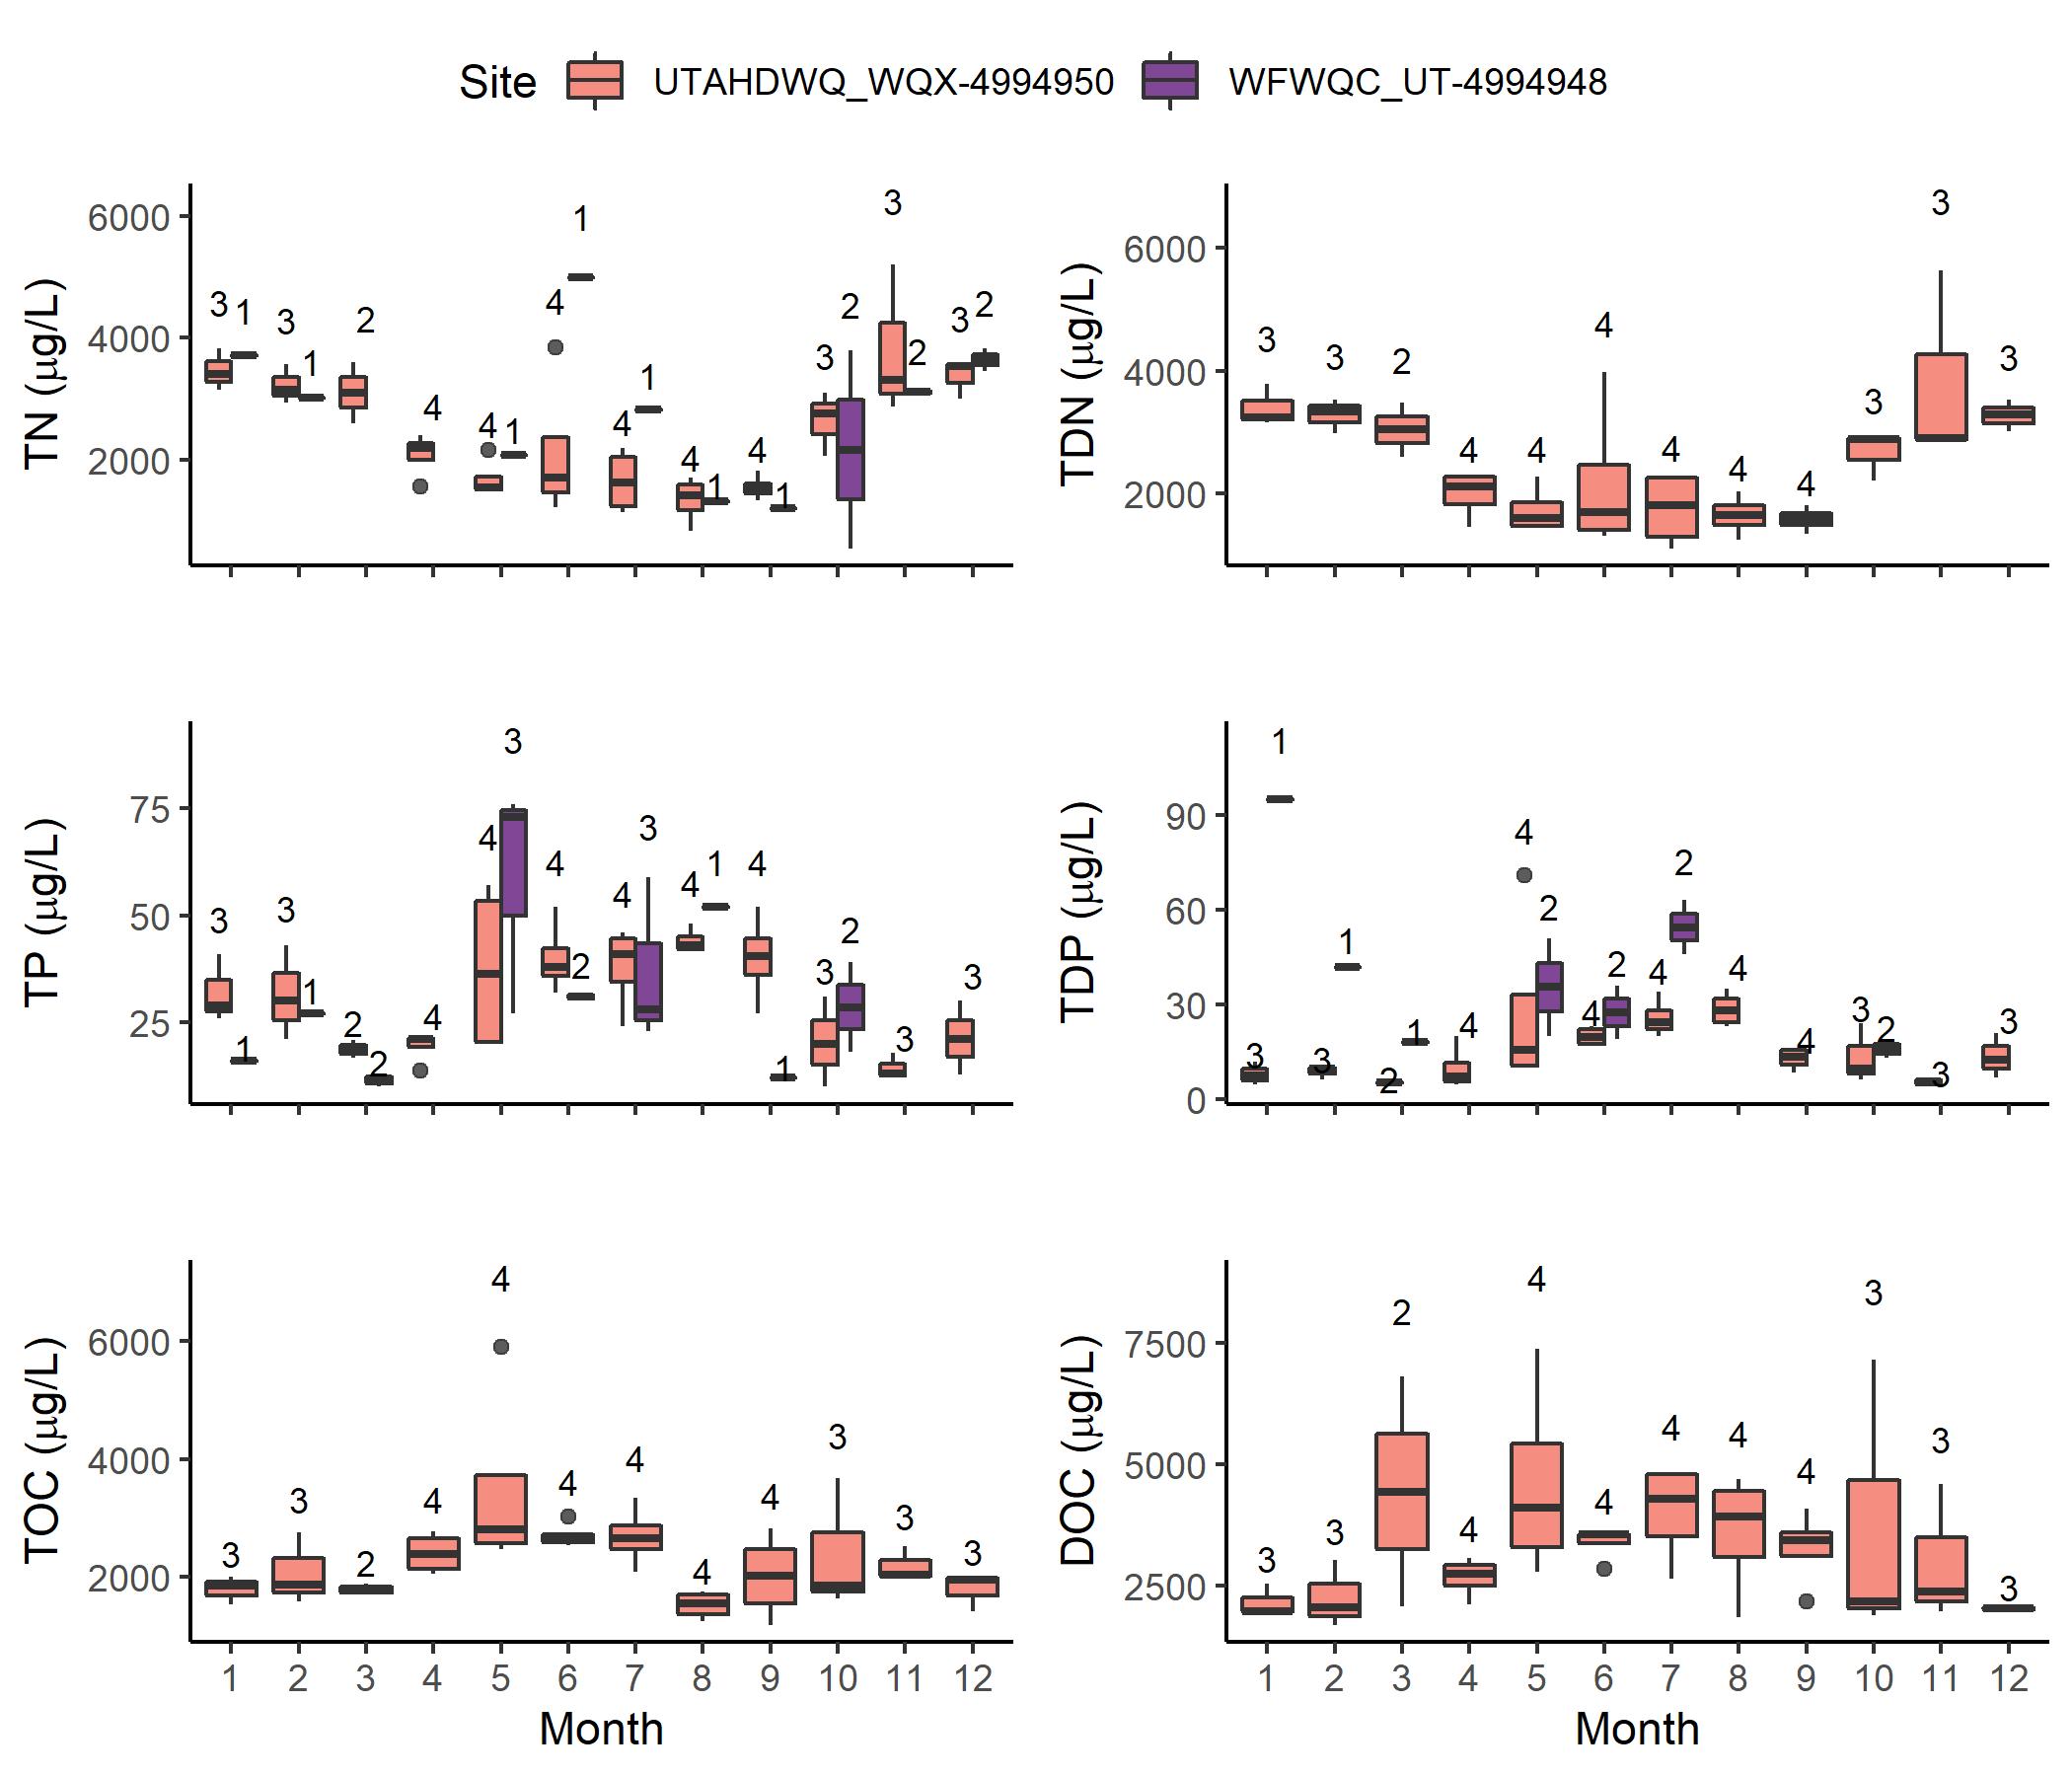 Site UTAHDWQ_WQX-4994950 WFWQC_UT-4994948
TN (µg/L)
6000
4000
2000
3 1 3 1 2 4 4 1 4 1 4 1 4 1 4 1 3 2 3 2 3 2
TDN (µg/L)
6000
4000
2000
3 3 2 4 4 4 4 4 4 3 3 3
TP (µg/L)
75
50
25
3 1 3 1 2 2 4 4 3 4 2 4 3 4 1 4 1 3 2 3 3
TDP (µg/L)
90
60
30
0
3 1 3 1 2 1 4 4 2 4 2 4 2 4 4 3 2 3 3
TOC (µg/L)
6000
4000
2000
3 3 2 4 4 4 4 4 4 3 3 3
1 2 3 4 5 6 7 8 9 10 11 12
Month
DOC (µg/L)
7500
5000
2500
3 3 2 4 4 4 4 4 4 3 3 3
1 2 3 4 5 6 7 8 9 10 11 12
Month